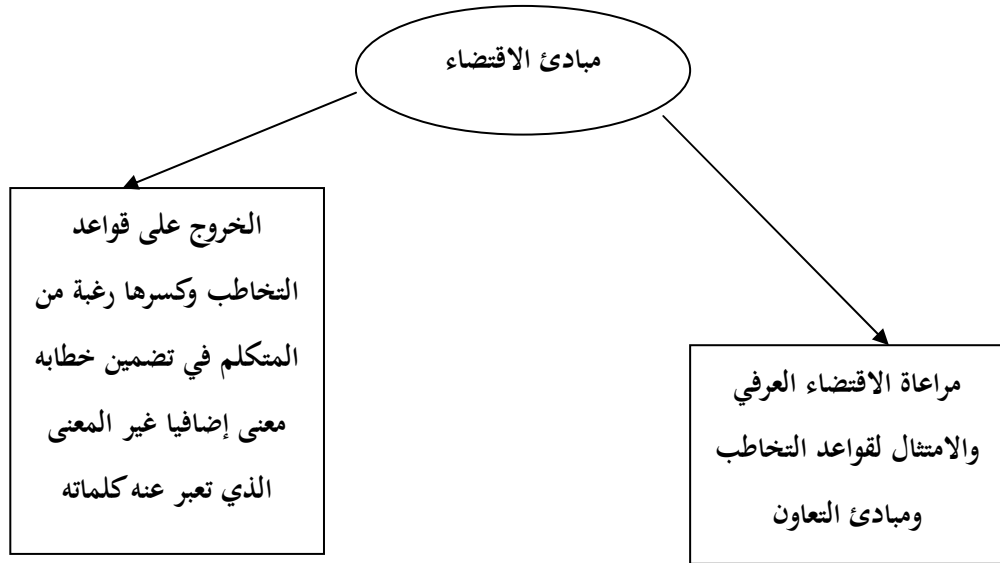 مبادئ الاقتضاء
مراعاة الاقتضاء العرفي
والامتثال لقواعد التخاطب
ومبادئ التعاون
الخروج على قواعد
التخاطب وكسرها رغبة من
المتكلم في تضمين خطابه
معنى إضافيا غير المعنى
الذي تعبر عنه كلماته